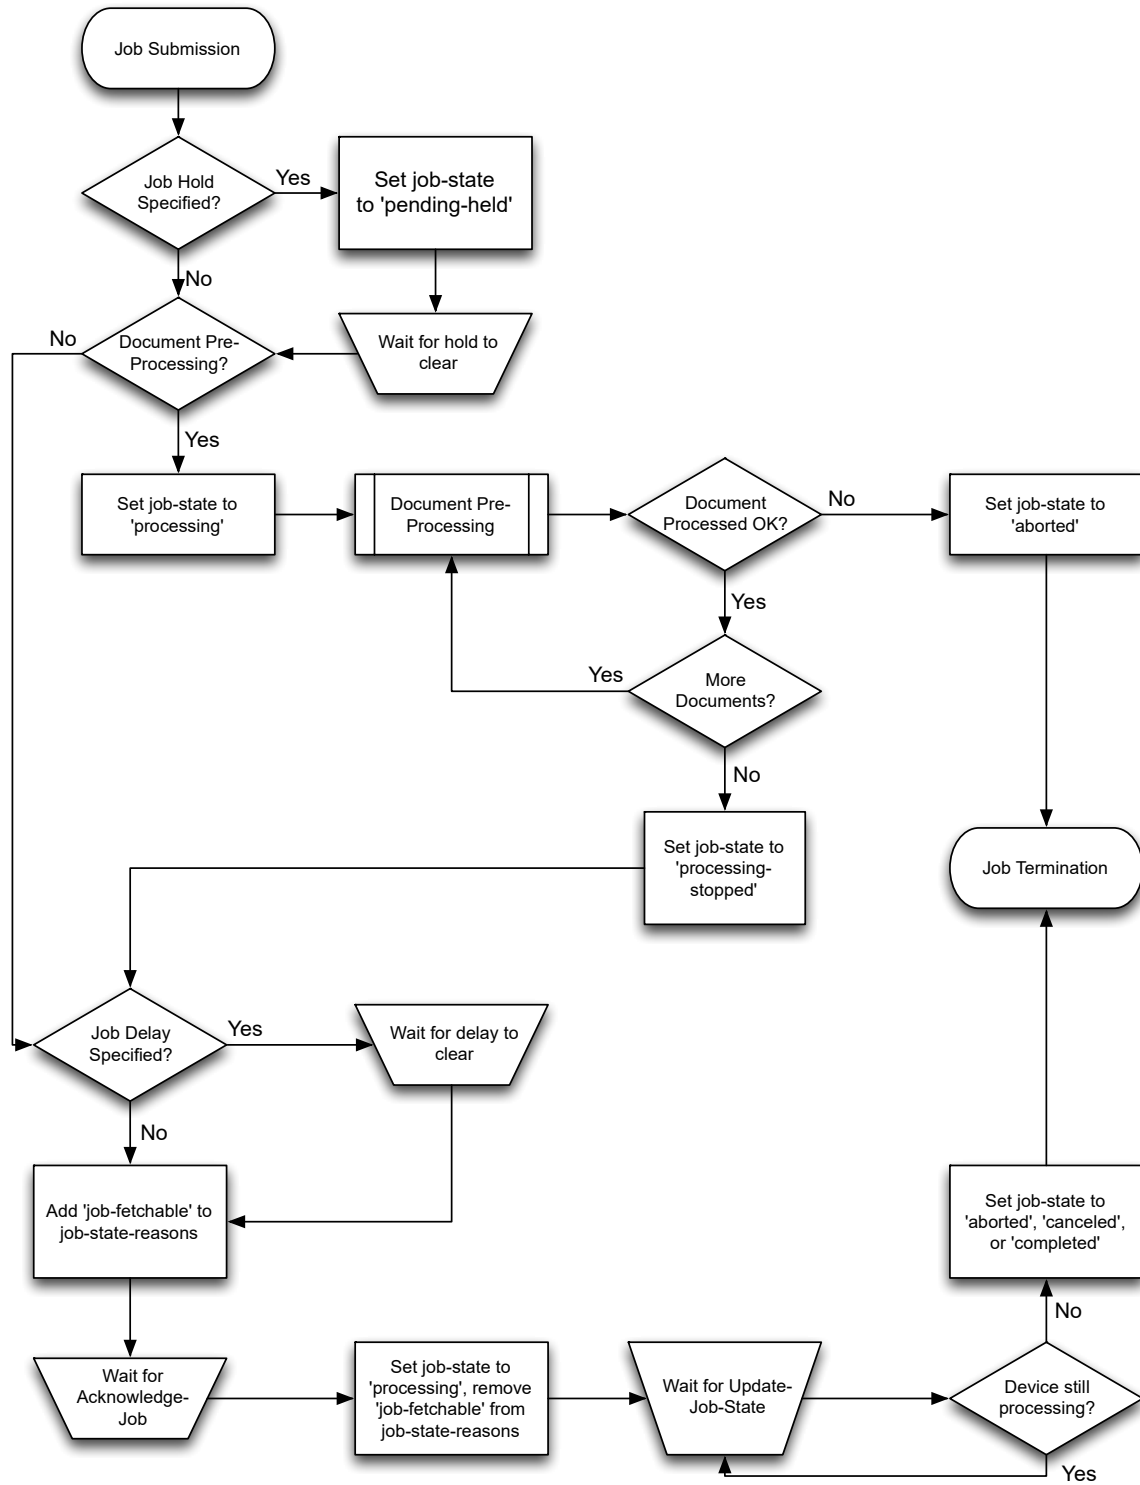 Job Submission
Job Hold
Specified?
Yes
Set job-state
to 'pending-held'
No
Document Pre-
Processing?
No
Wait for hold to
clear
Yes
Set job-state to
'processing'
Document Pre-
Processing
Document
Processed OK?
No
Set job-state to
'aborted'
Yes
More
Documents?
Yes
No
Set job-state to
'processing-
stopped'
Job Termination
Job Delay
Specified?
Yes
Wait for delay to
clear
No
Add 'job-fetchable' to
job-state-reasons
Set job-state to
'aborted', 'canceled',
or 'completed'
No
Wait for
Acknowledge-
Job
Set job-state to
'processing', remove
'job-fetchable' from
job-state-reasons
Wait for Update-
Job-State
Device still
processing?
Yes